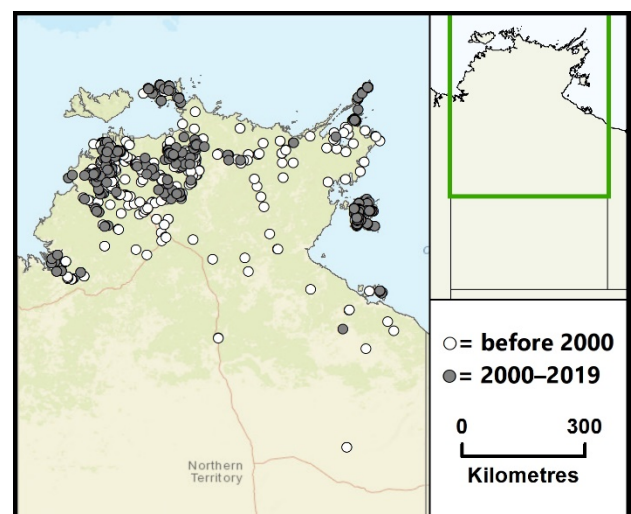 Northern
Territory
= before 2000
= 2000–2019
0 300
Kilometres